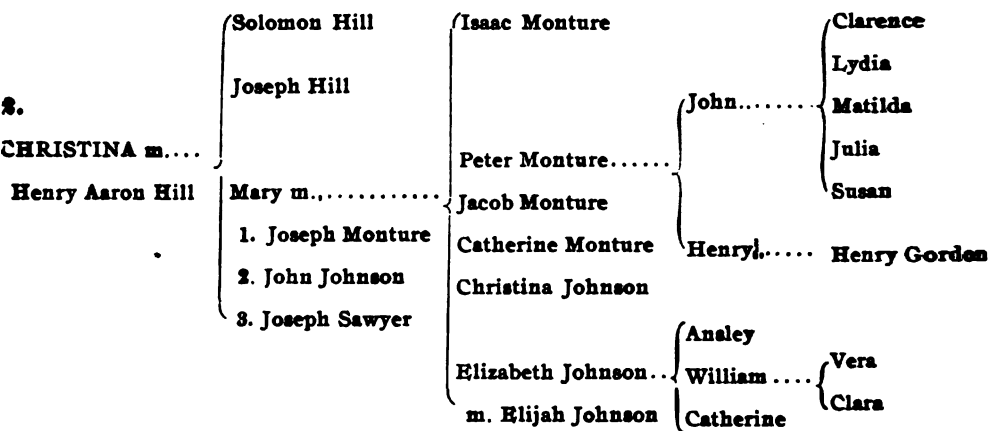 2.
CHRISTINA m....
Henry Aaron Hill
Solomon Hill
Joseph Hill
Mary m.,...........
1. Joseph Monture
2. John Johnson
3. Joseph Sawyer
Isaac Monture
Peter Monture......
Jacob Monture
Catherine Monture
Christina Johnson
Elizabeth Johnson..
m. Elijah Johnson
John........
Henry......
Clarence
Lydia
Matilda
Julia
Susan
Henry Gordon
Ansley
William ....
Catherine
Vera
Clara